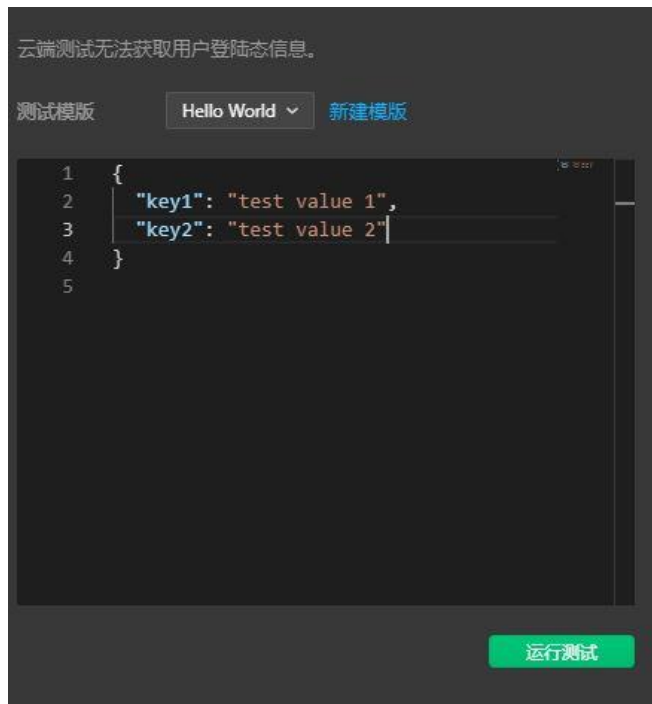 云端测试无法获取用户登陆态信息。
测试模版 Hello World 新建模版
1 {
2 "key1": "test value 1",
3 "key2": "test value 2"
4 }
5
运行测试